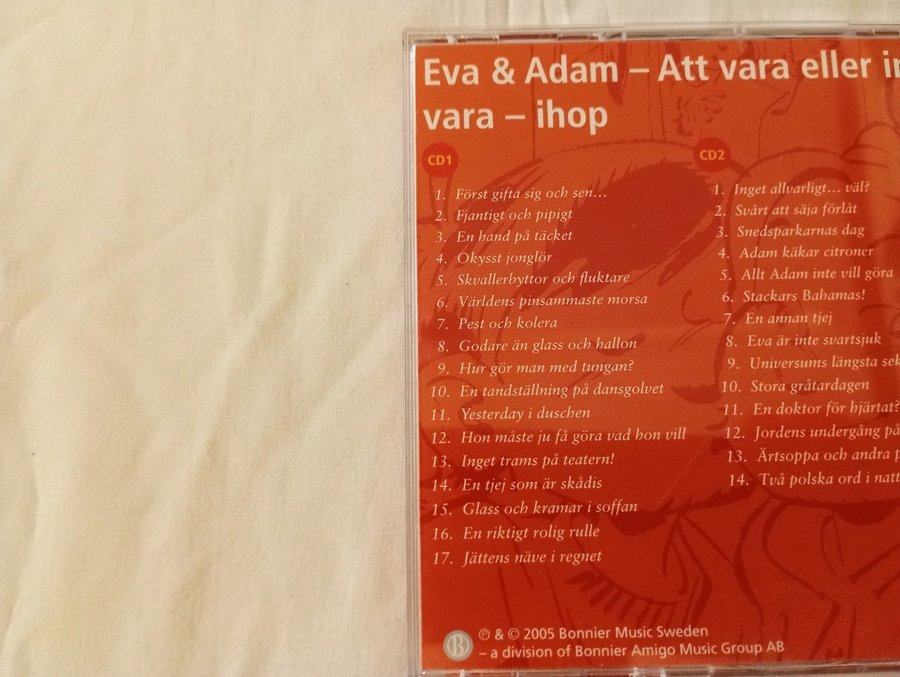 Eva & Adam – Att vara eller
vara – ihop
CD1
1. Först gifta sig och sen...
2. Fjantigt och pipigt
3. En hand på täcket
4. Okysst jonglör
5. Skvallerbyttor och fluktare
6. Världens pinsammaste morsa
7. Pest och kolera
8. Godare än glass och hallon
9. Hur gör man med tungan?
10. En tandställning på dansgolvet
11. Yesterday i duschen
12. Hon måste ju få göra vad hon vill
13. Inget trams på teatern!
14. En tjej som är skådis
15. Glass och kramar i soffan
16. En riktigt rolig rulle
17. Jättens näve i regnet
CD2
1. Inget allvarligt... väl?
2. Svårt att säja förlåt
3. Snedsparkarnas dag
4. Adam käkar citroner
5. Allt Adam inte vill göra
6. Stackars Bahamas!
7. En annan tjej
8. Eva är inte svartsjuk
9. Universums längsta
10. Stora gråtardagen
11. En doktor för hjärtat?
12. Jordens undergång på
13. Ärtsoppa och andra
14. Två polska ord i natt
B
℗ & © 2005 Bonnier Music Sweden
– a division of Bonnier Amigo Music Group AB